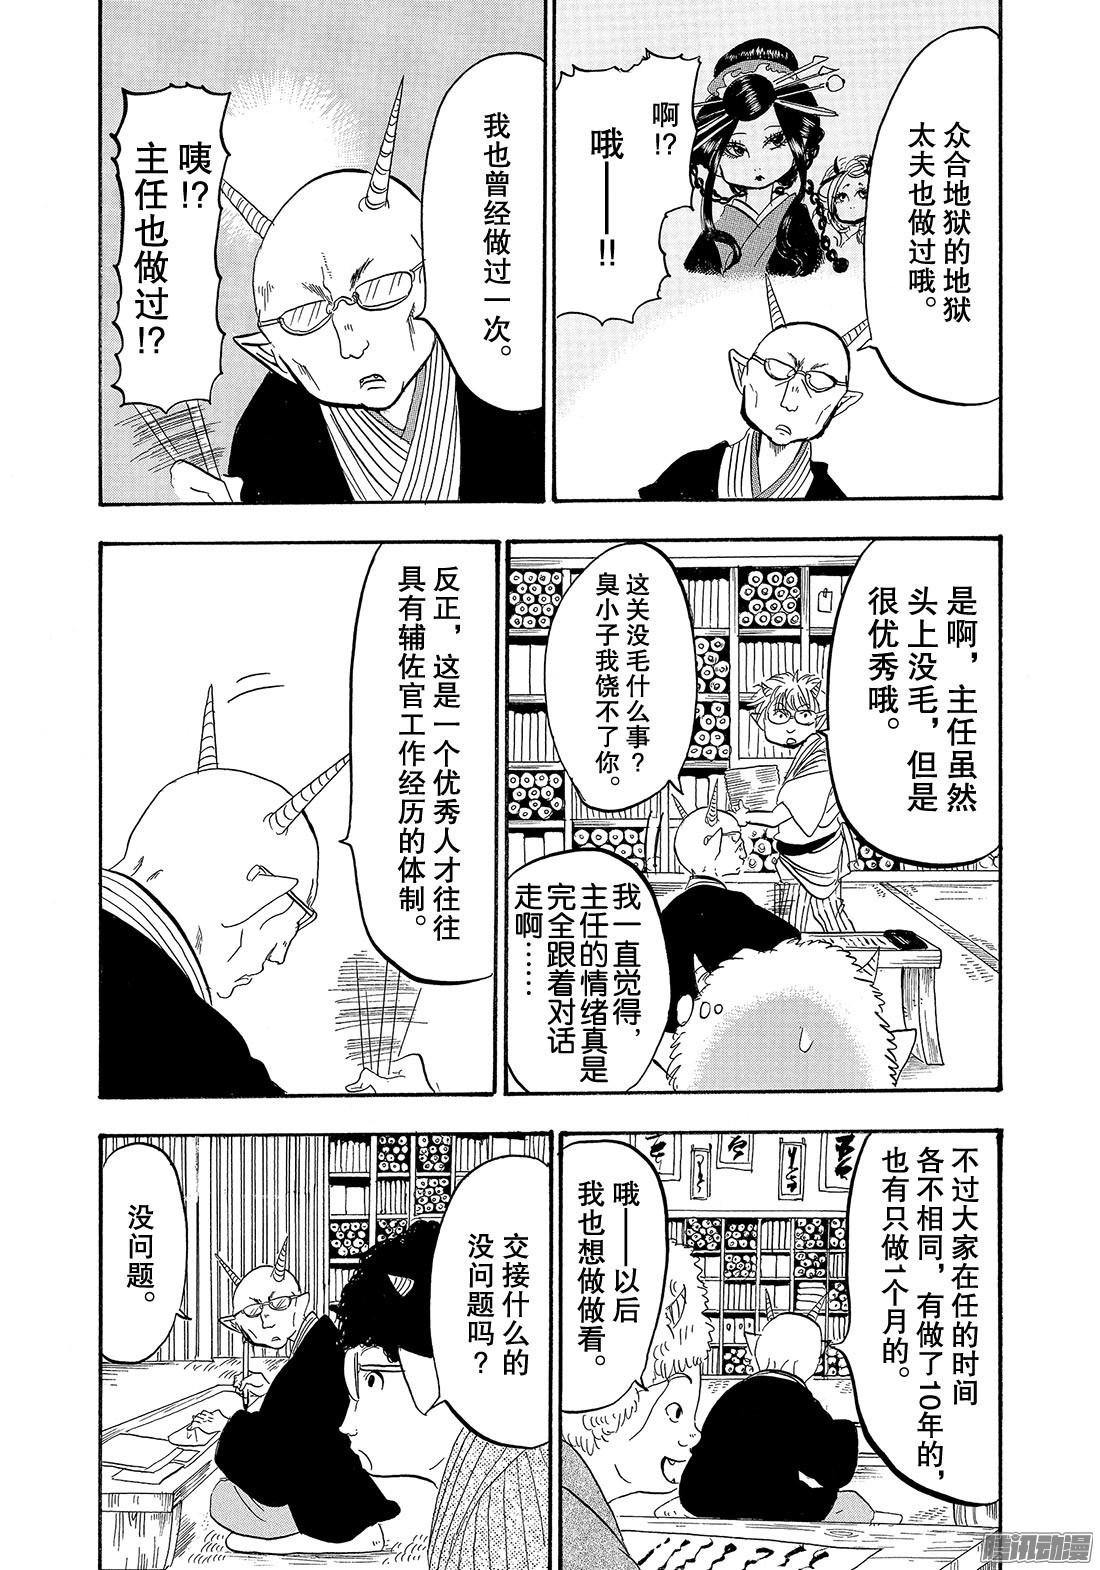 众合地狱的地狱
太夫也做过哦。
啊!?
哦——!!
我也曾经做过一次。
咦!?
主任也做过!?
是啊，主任虽然
头上没毛，但是
很优秀哦。
这关没毛什么事？
臭小子我饶不了你。
我一直觉得，
主任的情绪真是
完全跟着对话
走啊……
反正，这是一个优秀人才往往
具有辅佐官工作经历的体制。
不过大家在任的时间
各不相同，有做了10年的，
也有只做1个月的。
哦——以后
我也想做做看。
交接什么的
没问题吗？
没问题。
腾讯动漫